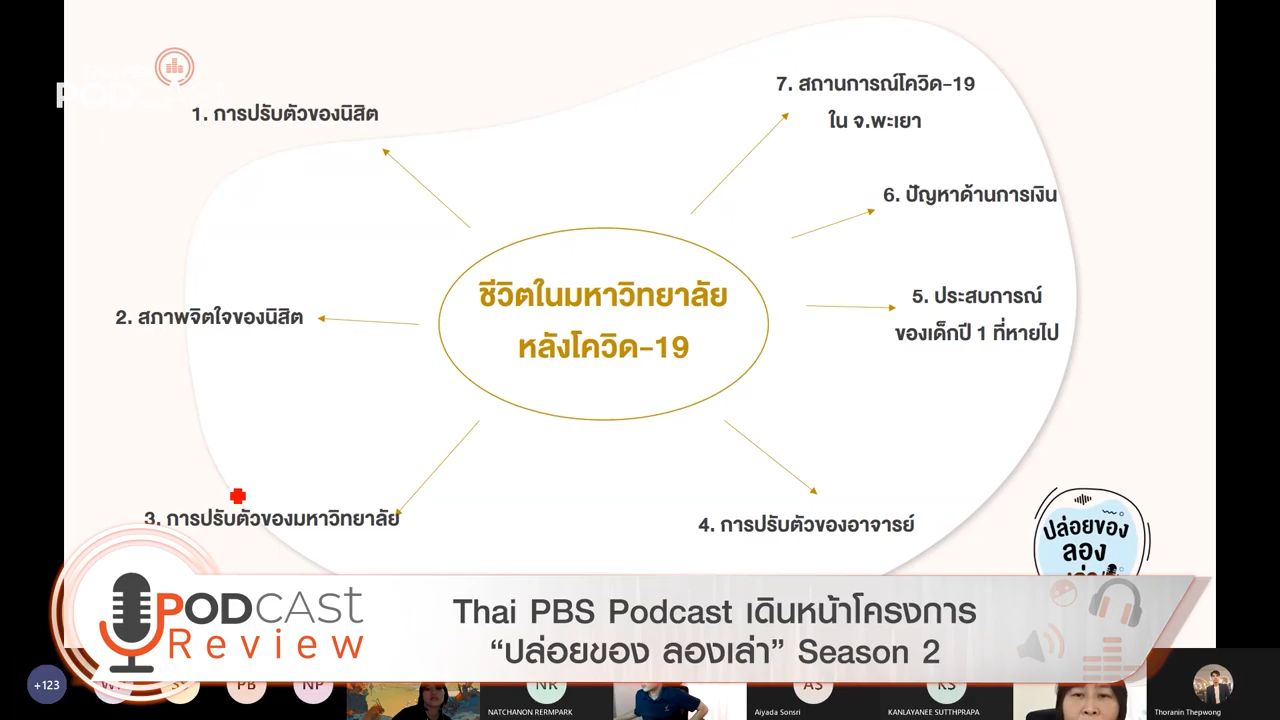 PODCAST
1. การปรับตัวของนิสิต
7. สถานการณ์โควิด-19
ใน จ.พะเยา
6. ปัญหาด้านการเงิน
ชีวิตในมหาวิทยาลัย
หลังโควิด-19
5. ประสบการณ์
ของเด็กปี 1 ที่หายไป
2. สภาพจิตใจของนิสิต
3. การปรับตัวของมหาวิทยาลัย
4. การปรับตัวของอาจารย์
ปล่อยของ
ลอง
PODCAST
Review
Thai PBS Podcast เดินหน้าโครงการ
“ปล่อยของ ลองเล่า” Season 2
+123
PB
NP
NR
AS
KS
NATCHANON RERMPARK
Aiyada Sonsri
KANLAYANEE SUTTHPRAPA
Thoranin Thepwong